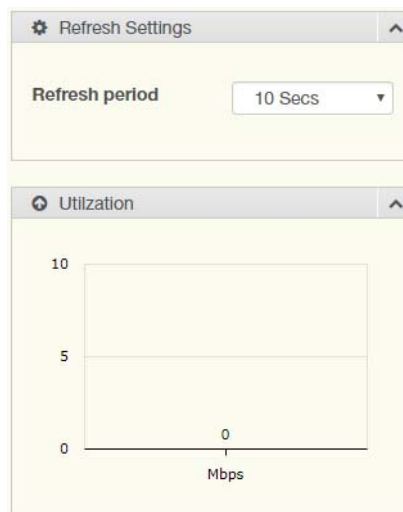 Refresh Settings
Refresh period
10 Secs
Utilzation
10
5
0
0
Mbps